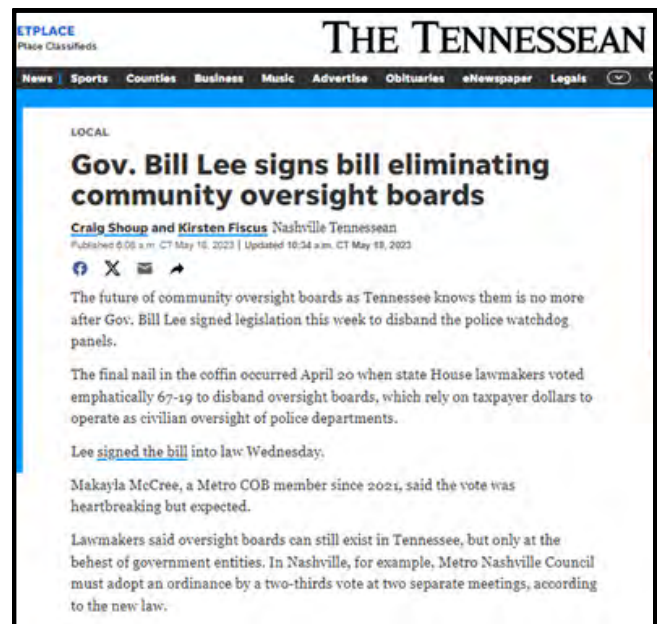 ETPLACE
Place Classifieds
THE TENNESSEAN
News Sports Counties Business Music Advertise Obituaries eNewspaper Legals
LOCAL
Gov. Bill Lee signs bill eliminating
community oversight boards
Craig Shoup and Kirsten Fiscus Nashville Tennessean
Published 6:08 a.m. CT May 18, 2023 | Updated 10:34 a.m. CT May 18, 2023
The future of community oversight boards as Tennessee knows them is no more
after Gov. Bill Lee signed legislation this week to disband the police watchdog
panels.
The final nail in the coffin occurred April 20 when state House lawmakers voted
emphatically 67-19 to disband oversight boards, which rely on taxpayer dollars to
operate as civilian oversight of police departments.
Lee signed the bill into law Wednesday.
Makayla McCree, a Metro COB member since 2021, said the vote was
heartbreaking but expected.
Lawmakers said oversight boards can still exist in Tennessee, but only at the
behest of government entities. In Nashville, for example, Metro Nashville Council
must adopt an ordinance by a two-thirds vote at two separate meetings, according
to the new law.